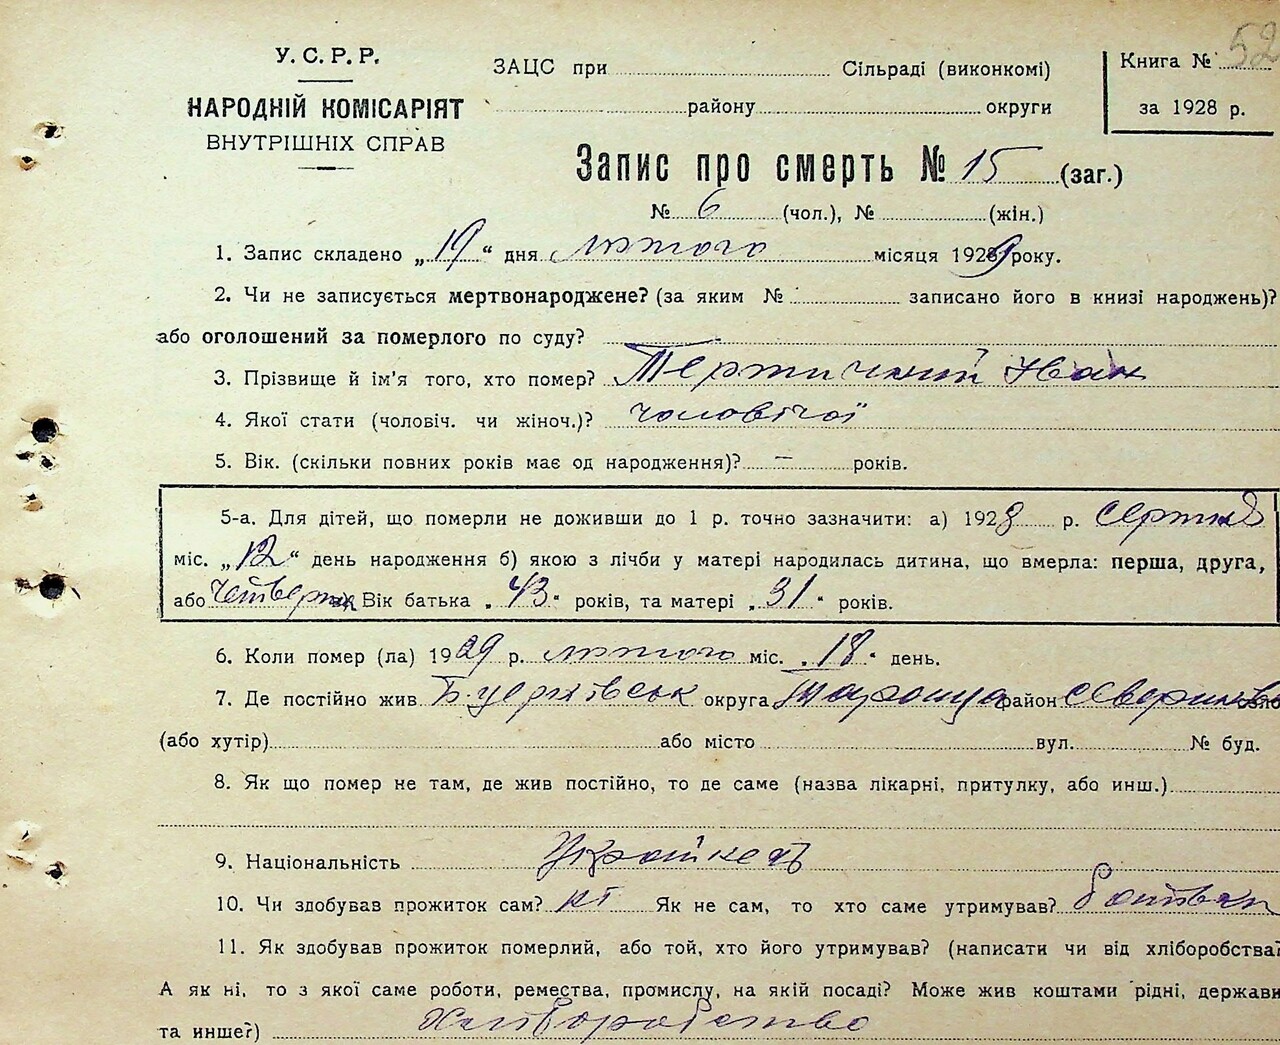 52
У. С. Р. Р.
ЗАЦС при Сільраді (виконкомі)
Книга №
НАРОДНІЙ КОМІСАРІЯТ
району округи
за 1928 р.
ВНУТРІШНІХ СПРАВ
Запис про смерть № 15 (заг.)
№ 6 (чол.), № (жін.)
1. Запис складено „19“ дня лютого місяця 1929 року.
2. Чи не записується мертвонароджене? (за яким № записано його в книзі народжень)?
або оголошений за померлого по суду?
3. Прізвище й ім'я того, хто помер? Іван
4. Якої стати (чоловіч. чи жіноч.)? чоловічої
5. Вік. (скільки повних років має од народження)? — років.
5-а. Для дітей, що померли не доживши до 1 р. точно зазначити: а) 1928 р. серпня
міс. „12“ день народження б) якою з лічби у матері народилась дитина, що вмерла: перша, друга,
або четверта Вік батька „43“ років, та матері „31“ років.
6. Коли помер (ла) 1929 р. лютого міс. „18“ день.
7. Де постійно жив Б-церківськ округа Тараща район
(або хутір) або місто вул. № буд.
8. Як що помер не там, де жив постійно, то де саме (назва лікарні, притулку, або инш.)
9. Національність
10. Чи здобував прожиток сам? ні Як не сам, то хто саме утримував? батьки
11. Як здобував прожиток померлий, або той, хто його утримував? (написати чи від хліборобства?
А як ні, то з якої саме роботи, ремества, промислу, на якій посаді? Може жив коштами рідні, держави
та инше?) Хліборобство